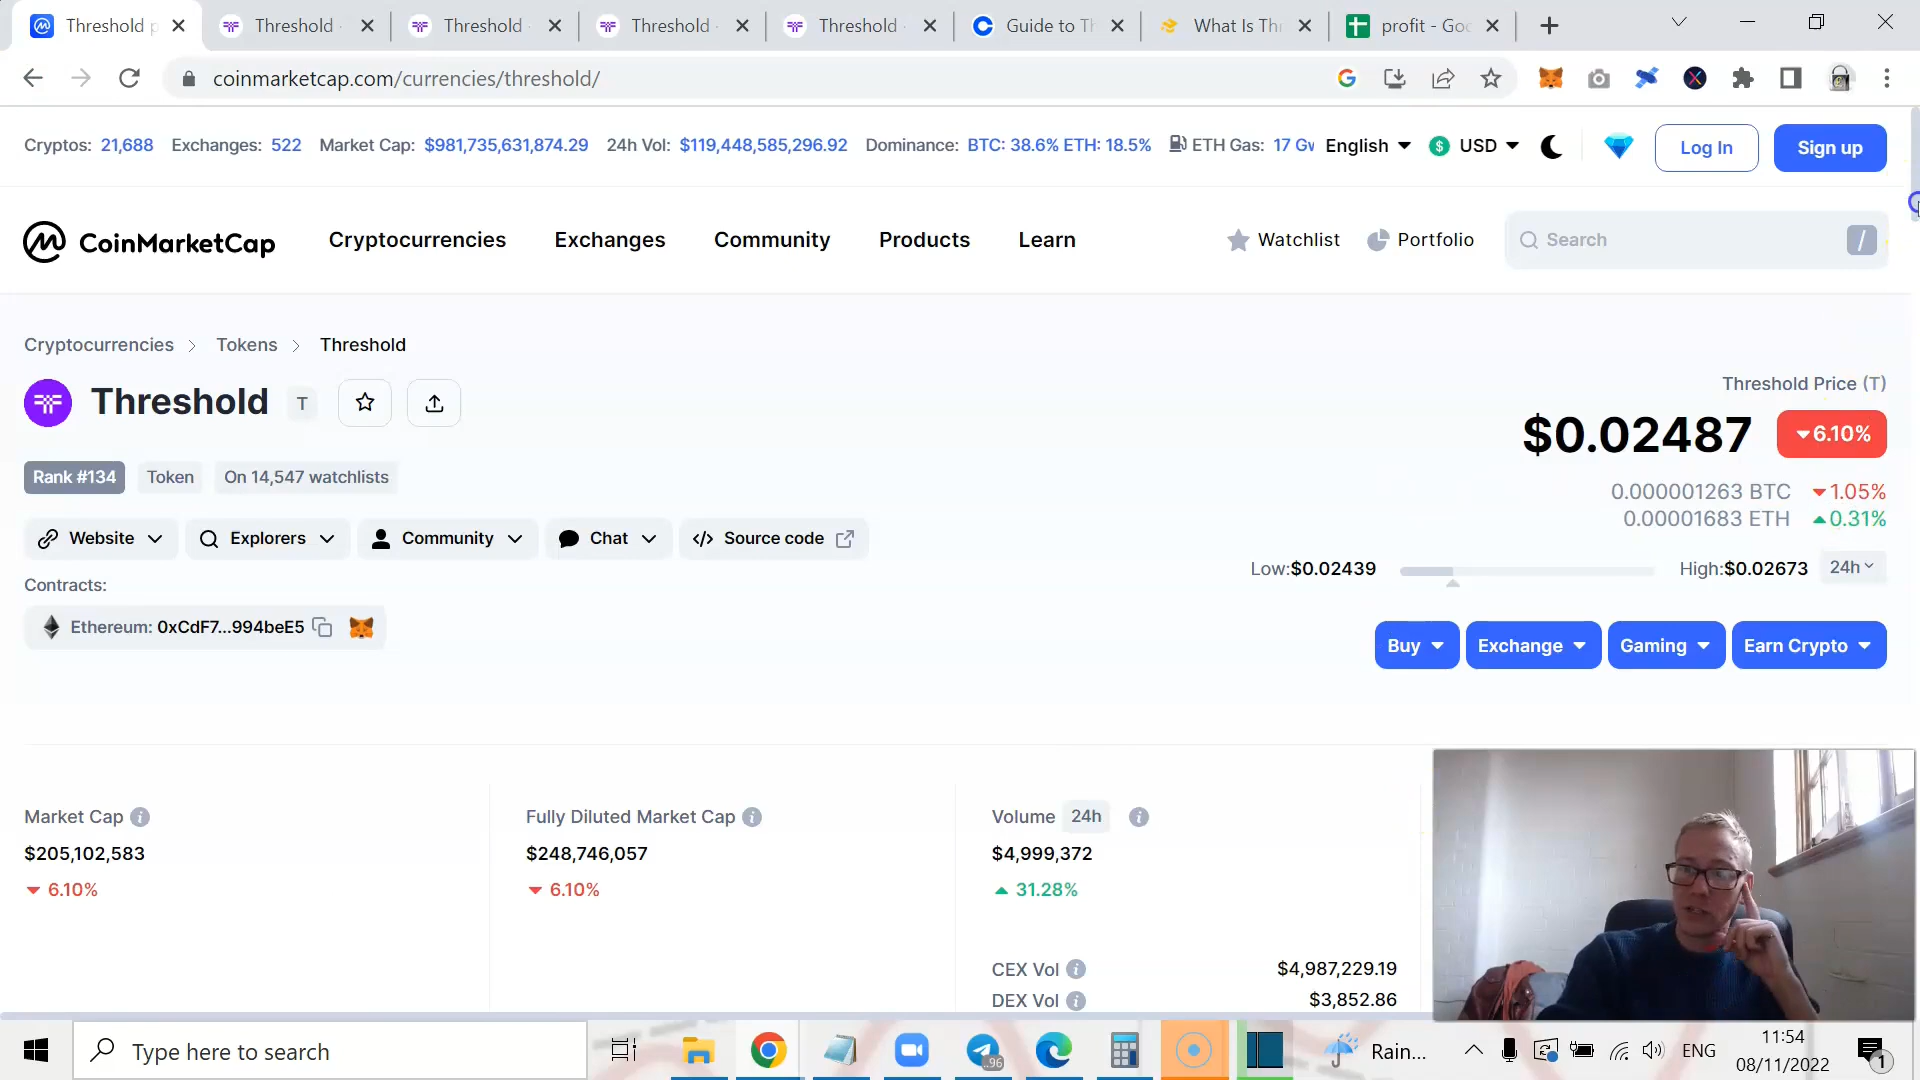 Threshold p
Threshold -
Threshold -
Threshold -
Threshold -
Guide to Th
What Is Thr
profit - Goo
coinmarketcap.com/currencies/threshold/
Cryptos: 21,688 Exchanges: 522 Market Cap: $981,735,631,874.29 24h Vol: $119,448,585,296.92 Dominance: BTC: 38.6% ETH: 18.5% ETH Gas: 17 Gw English $ USD Log In Sign up
CoinMarketCap Cryptocurrencies Exchanges Community Products Learn Watchlist Portfolio Search /
Cryptocurrencies > Tokens > Threshold
Threshold T
Threshold Price (T)
$0.02487 6.10%
Rank #134 Token On 14,547 watchlists
0.000001263 BTC 1.05%
0.00001683 ETH 0.31%
Website Explorers Community Chat </> Source code
Low:$0.02439 High:$0.02673 24h
Contracts:
Ethereum: 0xCdF7...994beE5
Buy Exchange Gaming Earn Crypto
Market Cap i Fully Diluted Market Cap i Volume 24h i
$205,102,583 $248,746,057 $4,999,372
6.10% 6.10% 31.28%
CEX Vol i $4,987,229.19
DEX Vol i $3,852.86
Type here to search
..96
Rain...
ENG
11:54
08/11/2022
1